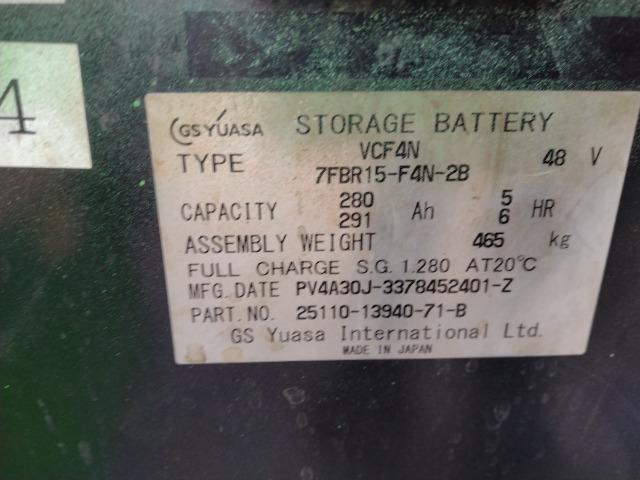 4
GS YUASA STORAGE BATTERY
TYPE VCF4N 48 V
7FBR15-F4N-2B
CAPACITY 280 Ah 5 HR
291 6
ASSEMBLY WEIGHT 465 kg
FULL CHARGE S.G. 1.280 AT 20℃
MFG. DATE PV4A30J-3378452401-Z
PART. NO. 25110-13940-71-B
GS Yuasa International Ltd.
MADE IN JAPAN